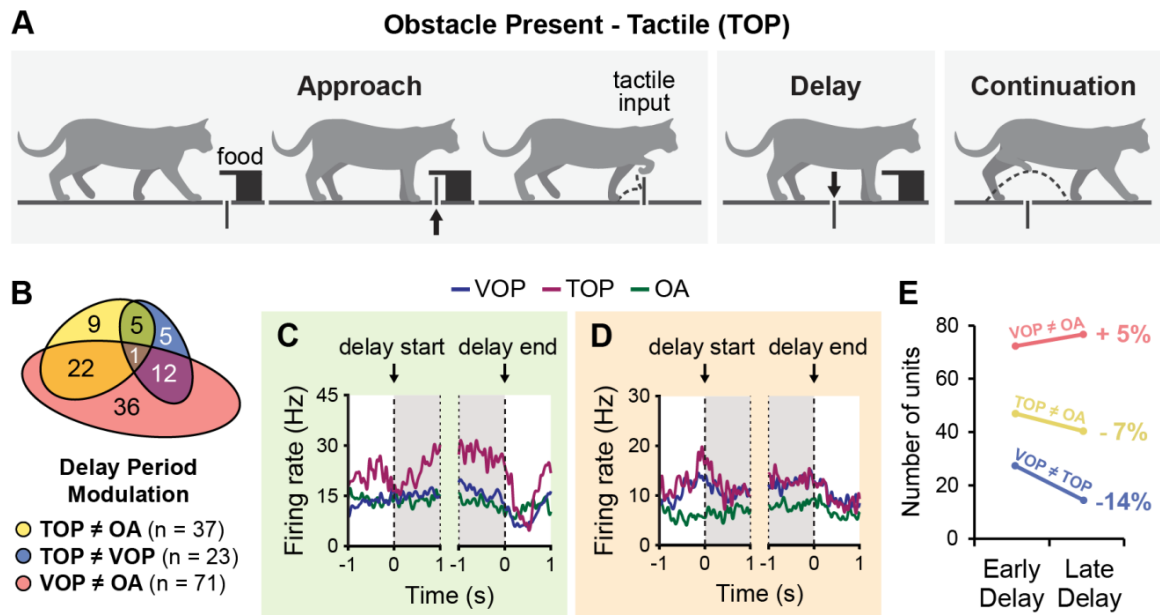 A
Obstacle Present - Tactile (TOP)
Approach
food
tactile
input
Delay
Continuation
B
9
5
5
22
1
12
36
Delay Period
Modulation
TOP ≠ OA (n = 37)
TOP ≠ VOP (n = 23)
VOP ≠ OA (n = 71)
VOP TOP OA
C
delay start delay end
Firing rate (Hz)
45
30
15
0
-1 0 1 -1 0 1
Time (s)
D
delay start delay end
Firing rate (Hz)
30
20
10
0
-1 0 1 -1 0 1
Time (s)
E
Number of units
80
60
40
20
0
VOP ≠ OA + 5%
TOP ≠ OA - 7%
VOP ≠ TOP -14%
Early Late
Delay Delay